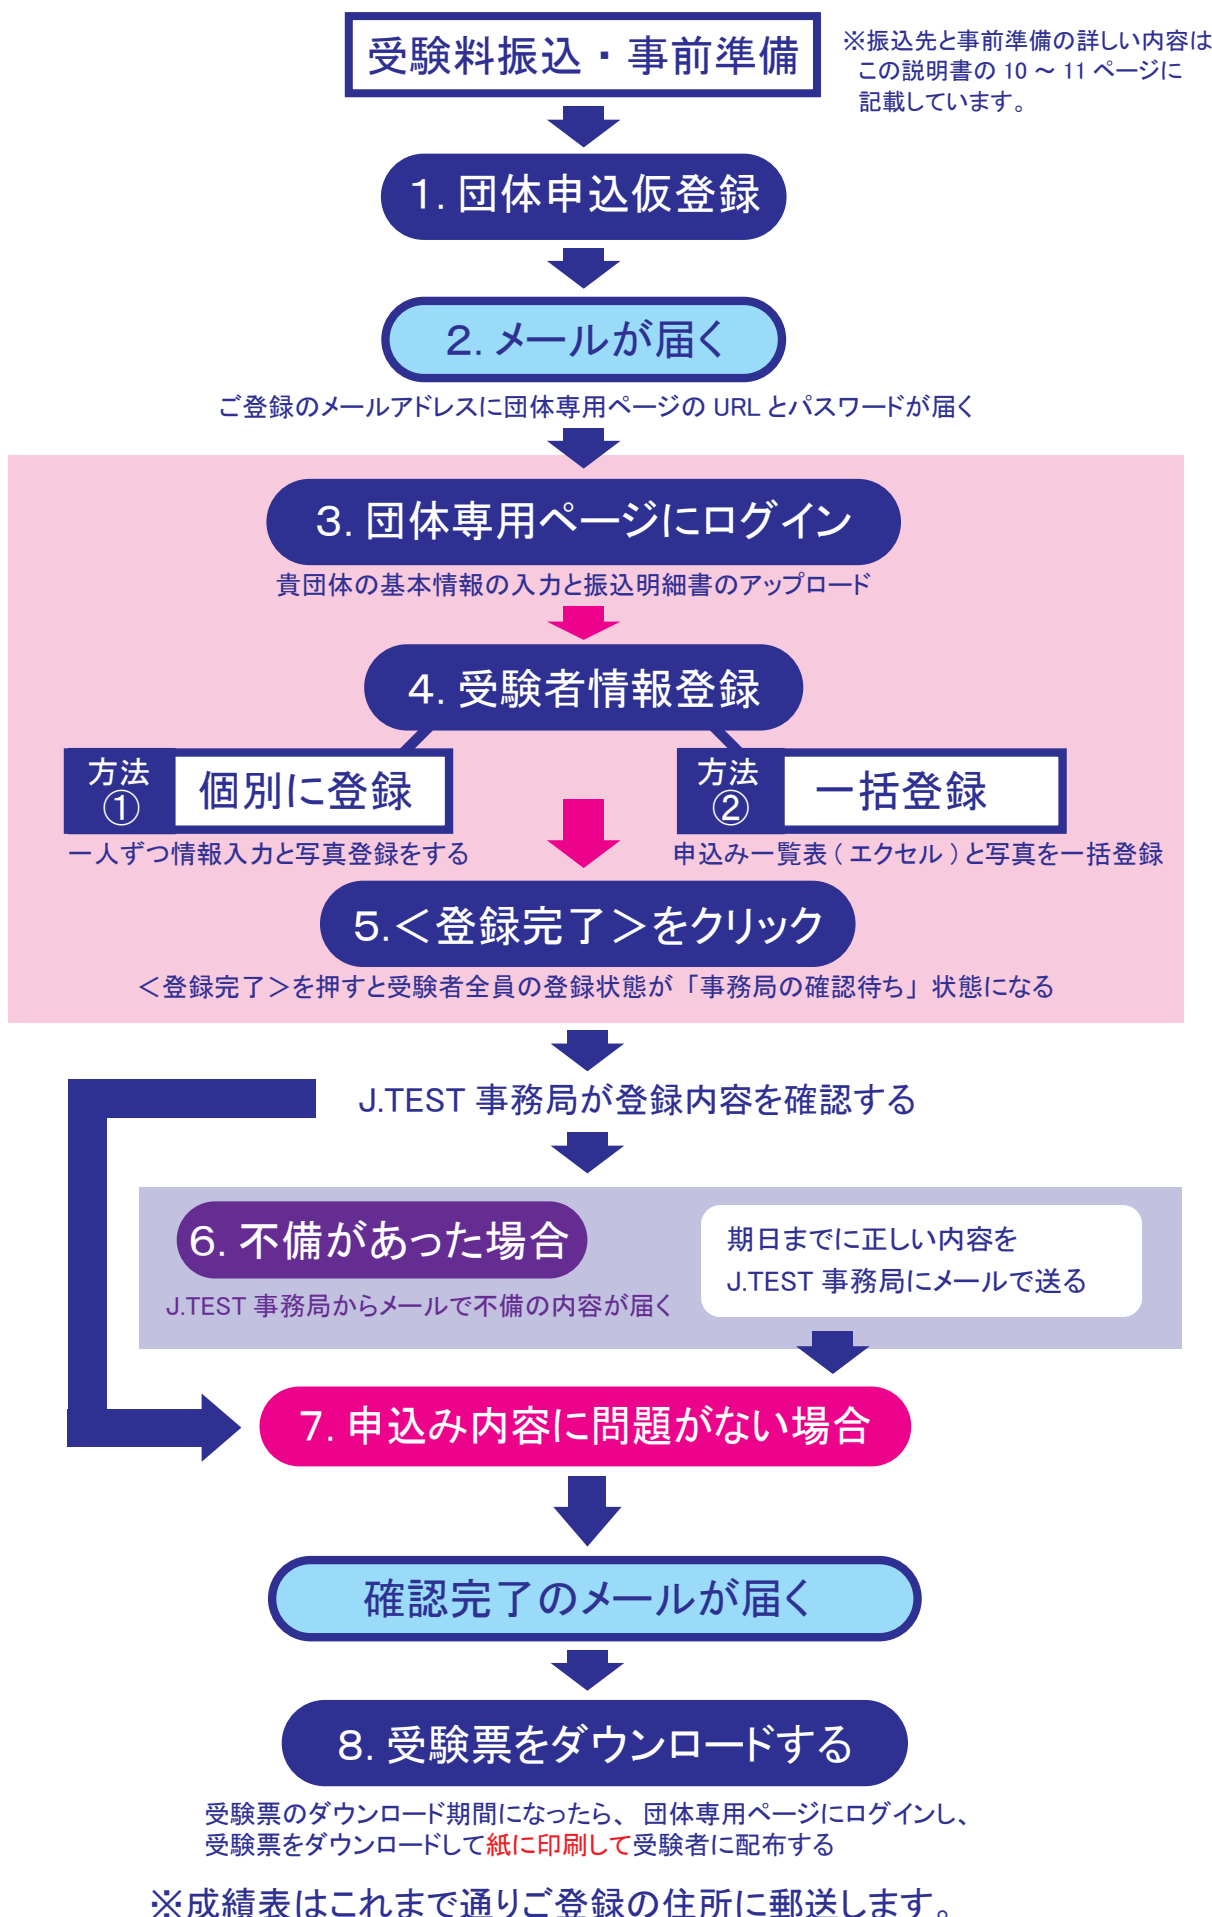 受験料振込・事前準備
※振込先と事前準備の詳しい内容は
この説明書の 10 ～ 11 ページに
記載しています。
1. 団体申込仮登録
2. メールが届く
ご登録のメールアドレスに団体専用ページの URL とパスワードが届く
3. 団体専用ページにログイン
貴団体の基本情報の入力と振込明細書のアップロード
4. 受験者情報登録
方法
①
個別に登録
一人ずつ情報入力と写真登録をする
方法
②
一括登録
申込み一覧表 ( エクセル ) と写真を一括登録
5.＜登録完了＞をクリック
＜登録完了＞を押すと受験者全員の登録状態が「事務局の確認待ち」状態になる
J.TEST 事務局が登録内容を確認する
6. 不備があった場合
J.TEST 事務局からメールで不備の内容が届く
期日までに正しい内容を
J.TEST 事務局にメールで送る
7. 申込み内容に問題がない場合
確認完了のメールが届く
8. 受験票をダウンロードする
受験票のダウンロード期間になったら、団体専用ページにログインし、
受験票をダウンロードして紙に印刷して受験者に配布する
※成績表はこれまで通りご登録の住所に郵送します。